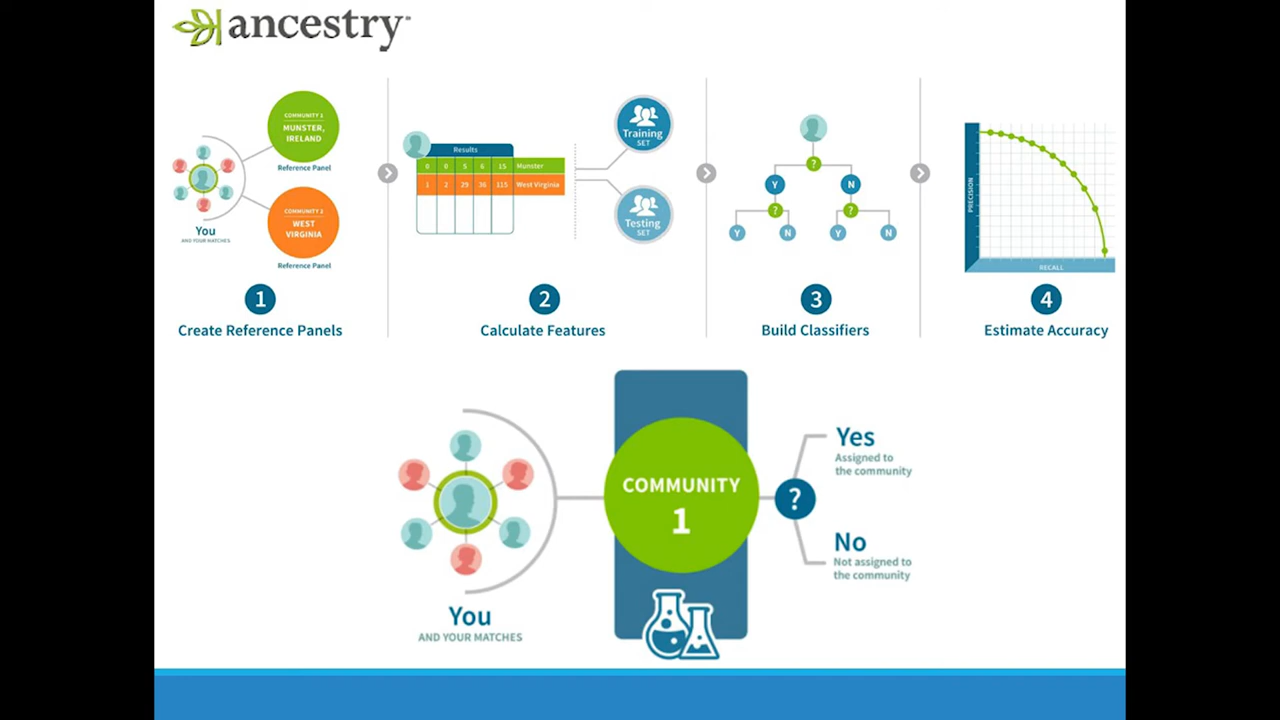 ancestry
COMMUNITY 1
MUNSTER,
IRELAND
Reference Panel
COMMUNITY 2
WEST
VIRGINIA
Reference Panel
You
AND YOUR MATCHES
1
Create Reference Panels
Results
0 0 5 6 15 Munster
1 2 29 36 115 West Virginia
Training
SET
Testing
SET
2
Calculate Features
?
Y N
? ?
Y N Y N
3
Build Classifiers
PRECISION
RECALL
4
Estimate Accuracy
You
AND YOUR MATCHES
COMMUNITY
1
?
Yes
Assigned to
the community
No
Not assigned to
the community